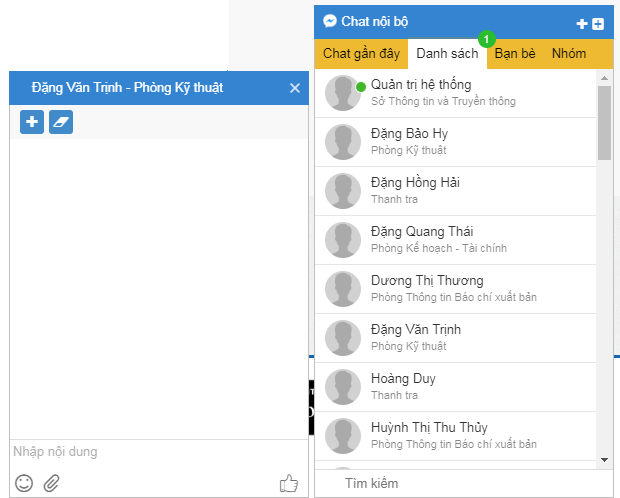 Đặng Văn Trịnh - Phòng Kỹ thuật
Nhập nội dung
Chat nội bộ
1
Chat gần đây Danh sách Bạn bè Nhóm
Quản trị hệ thống
Sở Thông tin và Truyền thông
Đặng Bảo Hy
Phòng Kỹ thuật
Đặng Hồng Hải
Thanh tra
Đặng Quang Thái
Phòng Kế hoạch - Tài chính
Dương Thị Thương
Phòng Thông tin Báo chí xuất bản
Đặng Văn Trịnh
Phòng Kỹ thuật
Hoàng Duy
Thanh tra
Huỳnh Thị Thu Thủy
Phòng Thông tin Báo chí xuất bản
Tìm kiếm